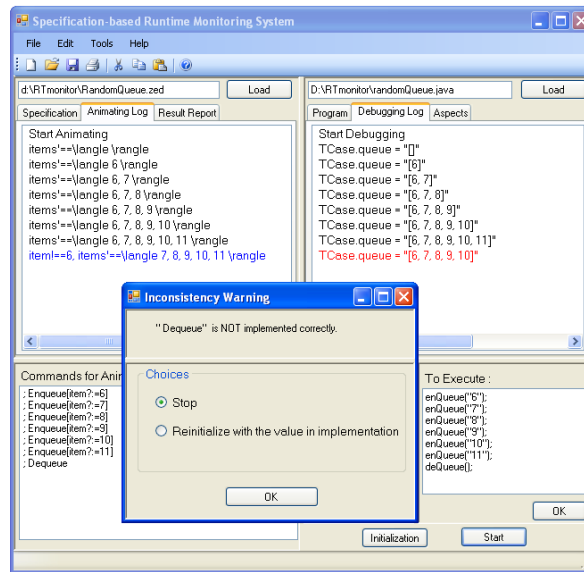 Specification-based Runtime Monitoring System
File Edit Tools Help
d:\RTmonitor\RandomQueue.zed Load
Specification Animating Log Result Report
Start Animating
items'==\langle \rangle
items'==\langle 6 \rangle
items'==\langle 6, 7 \rangle
items'==\langle 6, 7, 8 \rangle
items'==\langle 6, 7, 8, 9 \rangle
items'==\langle 6, 7, 8, 9, 10 \rangle
items'==\langle 6, 7, 8, 9, 10, 11 \rangle
item!==6, items'==\langle 7, 8, 9, 10, 11 \rangle
D:\RTmonitor\randomQueue.java Load
Program Debugging Log Aspects
Start Debugging
TCase.queue = "[]"
TCase.queue = "[6]"
TCase.queue = "[6, 7]"
TCase.queue = "[6, 7, 8]"
TCase.queue = "[6, 7, 8, 9]"
TCase.queue = "[6, 7, 8, 9, 10]"
TCase.queue = "[6, 7, 8, 9, 10, 11]"
TCase.queue = "[6, 7, 8, 9, 10]"
Inconsistency Warning
"Dequeue" is NOT implemented correctly.
Choices
Stop
Reinitialize with the value in implementation
OK
Commands for Ani
; Enqueue[item?:=6]
; Enqueue[item?:=7]
; Enqueue[item?:=8]
; Enqueue[item?:=9]
; Enqueue[item?:=10]
; Enqueue[item?:=11]
; Dequeue
To Execute :
enQueue("6");
enQueue("7");
enQueue("8");
enQueue("9");
enQueue("10");
enQueue("11");
deQueue();
OK
Initialization Start